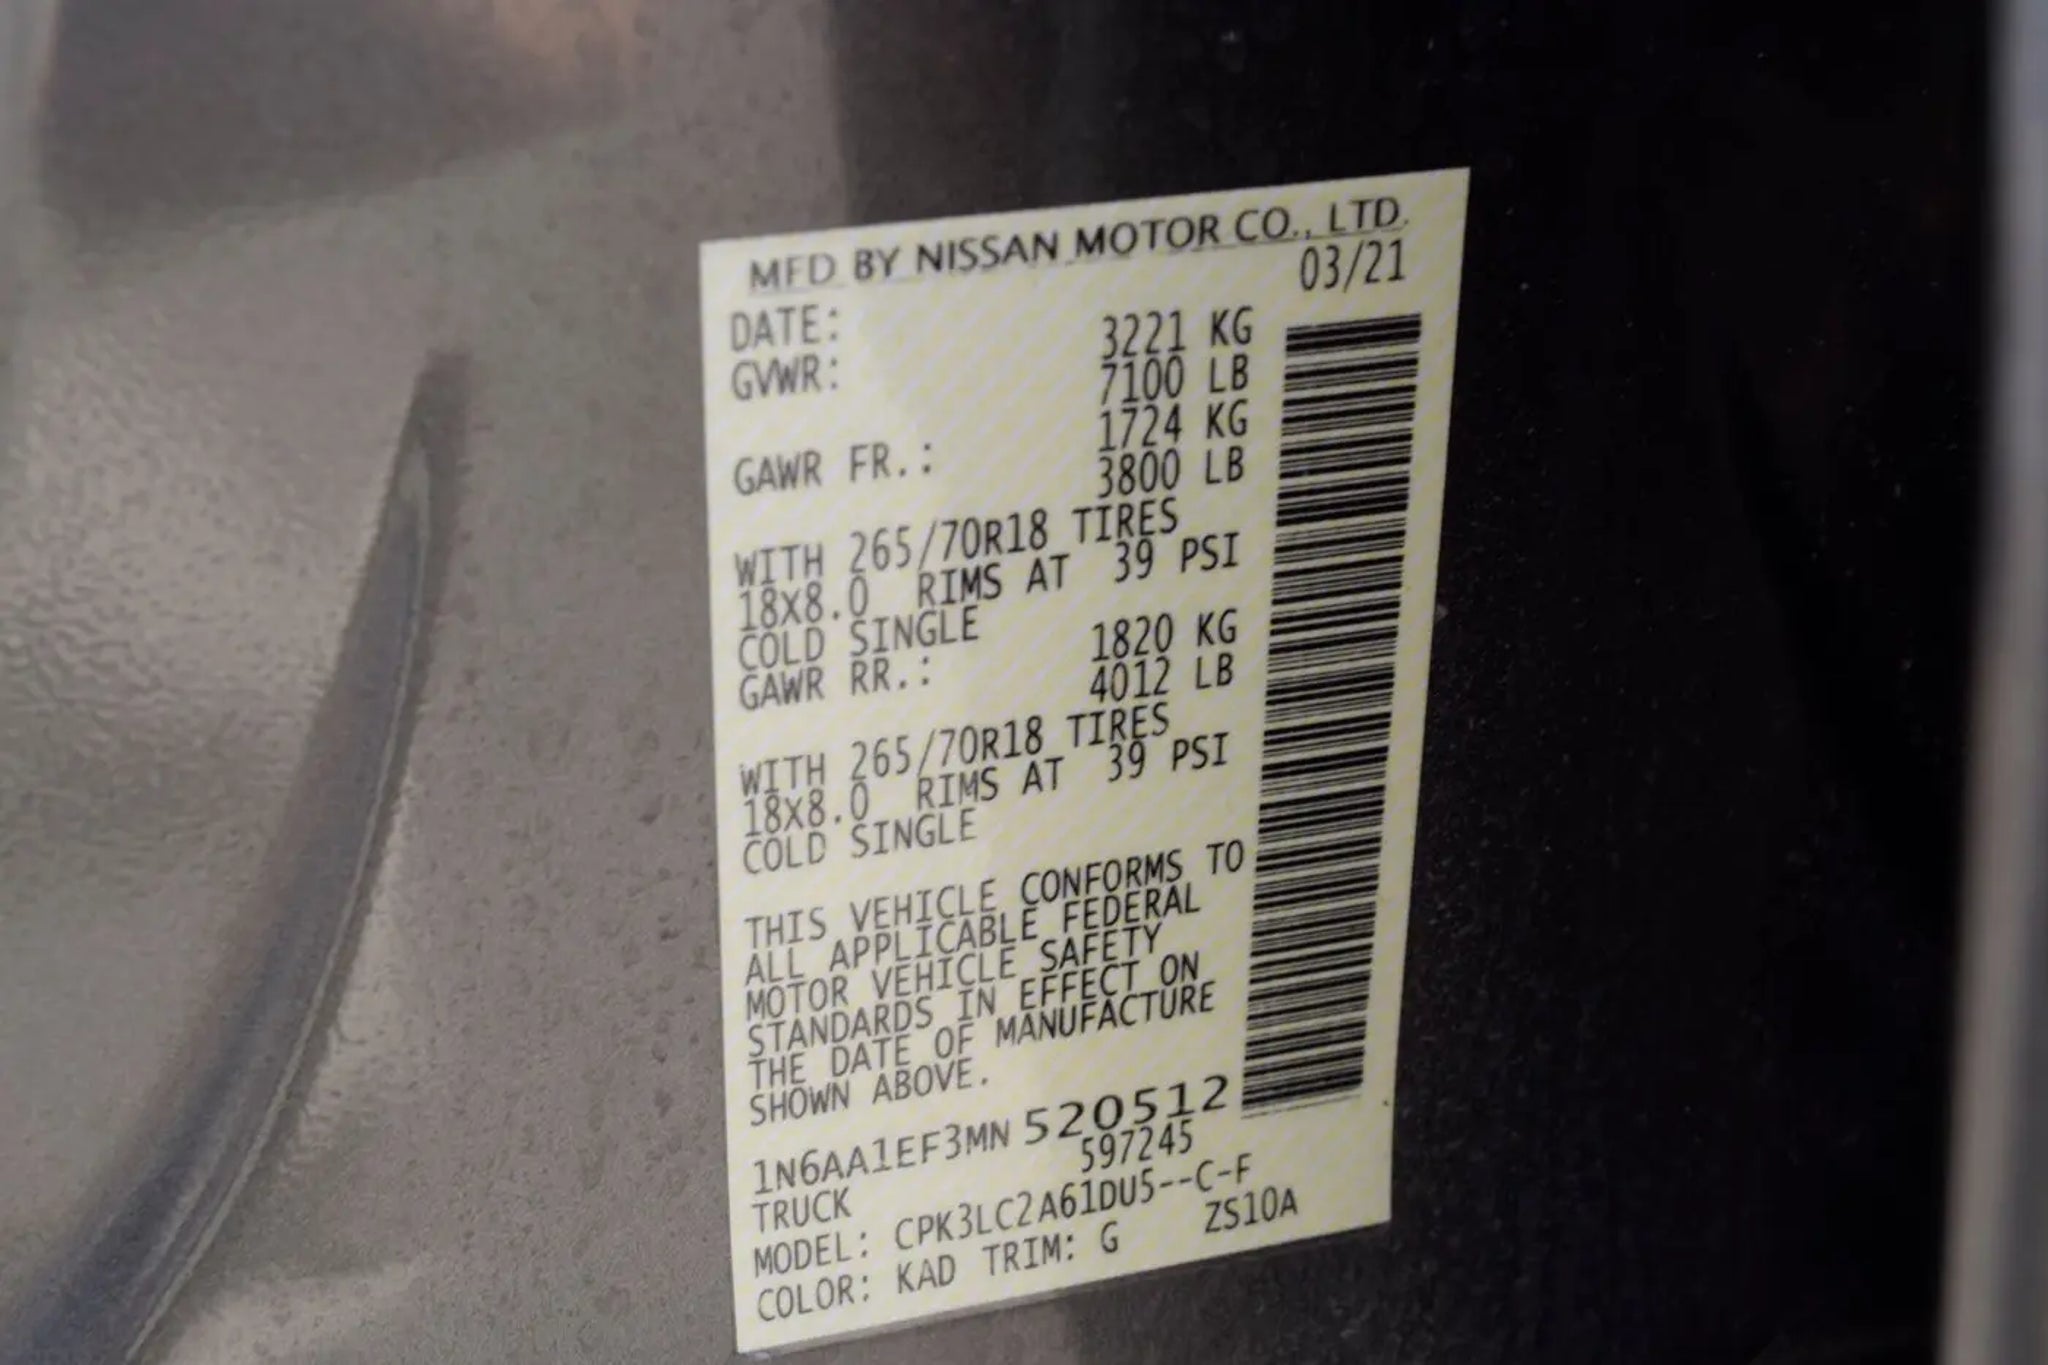 MFD BY NISSAN MOTOR CO., LTD.
DATE: 03/21
GVWR: 3221 KG
7100 LB
GAWR FR.: 1724 KG
3800 LB
WITH 265/70R18 TIRES
18X8.0 RIMS AT 39 PSI
COLD SINGLE
GAWR RR.: 1820 KG
4012 LB
WITH 265/70R18 TIRES
18X8.0 RIMS AT 39 PSI
COLD SINGLE
THIS VEHICLE CONFORMS TO
ALL APPLICABLE FEDERAL
MOTOR VEHICLE SAFETY
STANDARDS IN EFFECT ON
THE DATE OF MANUFACTURE
SHOWN ABOVE.
1N6AA1EF3MN520512
TRUCK 597245
MODEL: CPK3LC2A61DU5--C-F
COLOR: KAD TRIM: G ZS10A